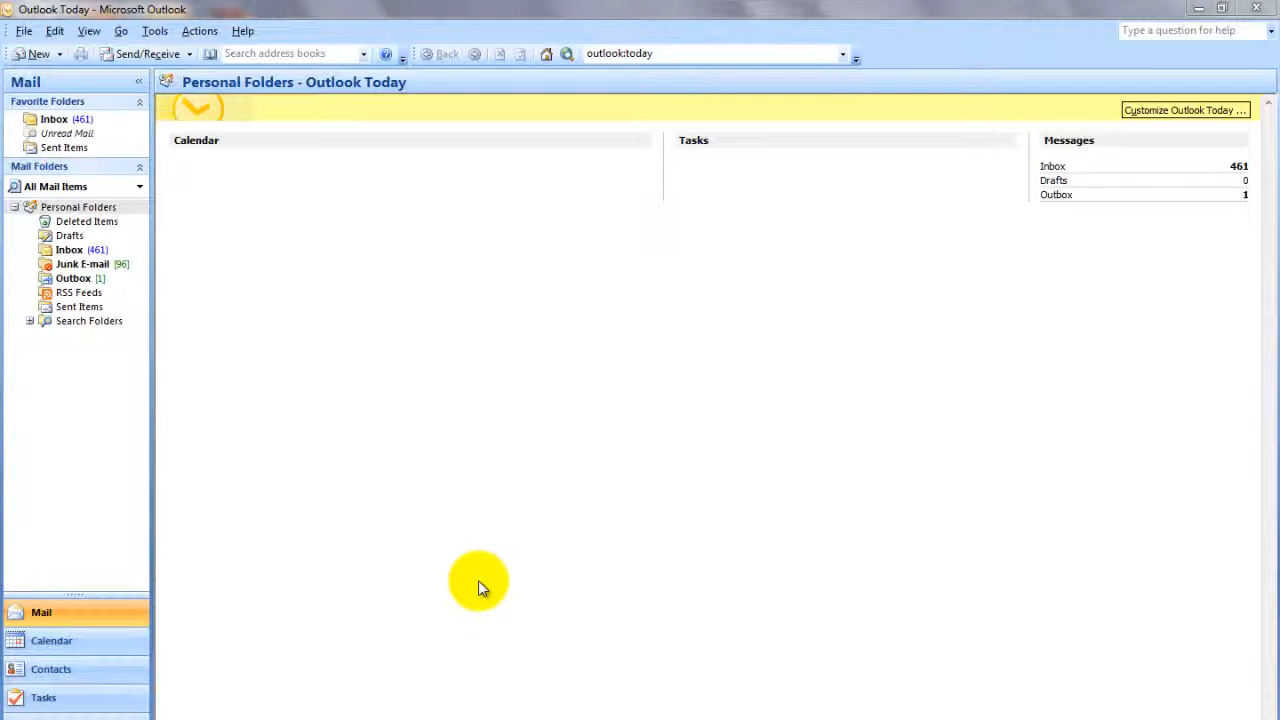 Outlook Today - Microsoft Outlook
File Edit View Go Tools Actions Help Type a question for help
New Send/Receive Search address books Back outlook:today
Mail « Personal Folders - Outlook Today
Favorite Folders
Customize Outlook Today ...
Inbox (461)
Unread Mail
Sent Items
Calendar Tasks Messages
Inbox 461
Drafts 0
Outbox 1
Mail Folders
All Mail Items
Personal Folders
Deleted Items
Drafts
Inbox (461)
Junk E-mail [96]
Outbox [1]
RSS Feeds
Sent Items
Search Folders
Mail
Calendar
Contacts
Tasks